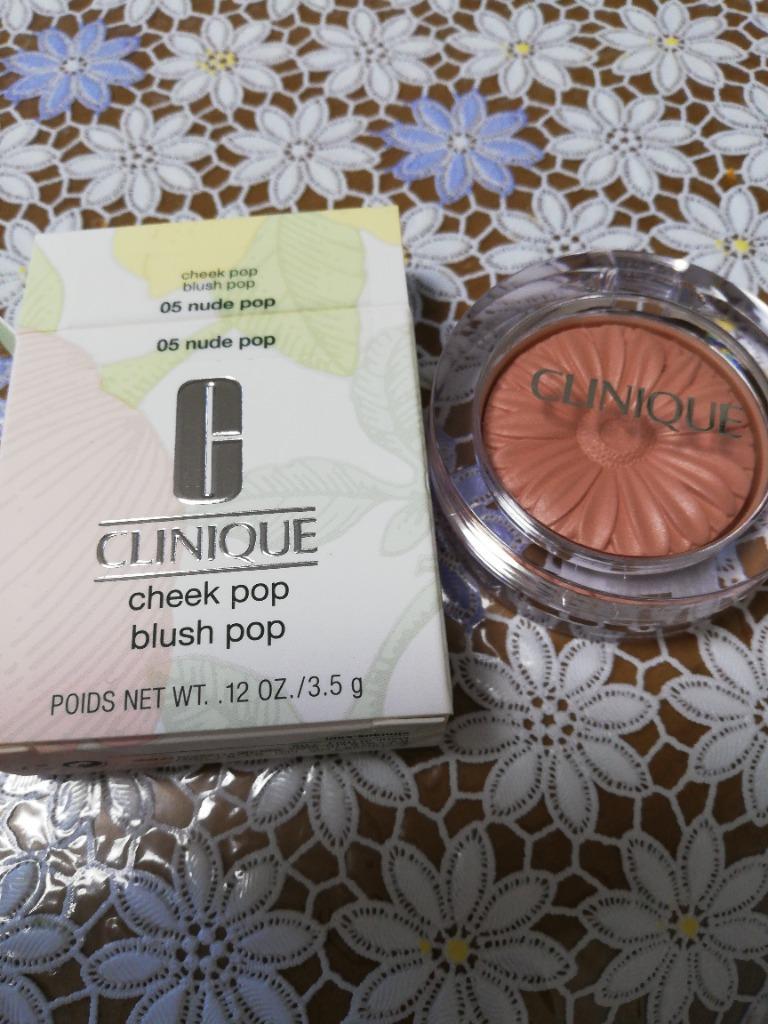 cheek pop
blush pop
05 nude pop
05 nude pop
CLINIQUE
cheek pop
blush pop
POIDS NET WT. .12 OZ./3.5 g
CLINIQUE